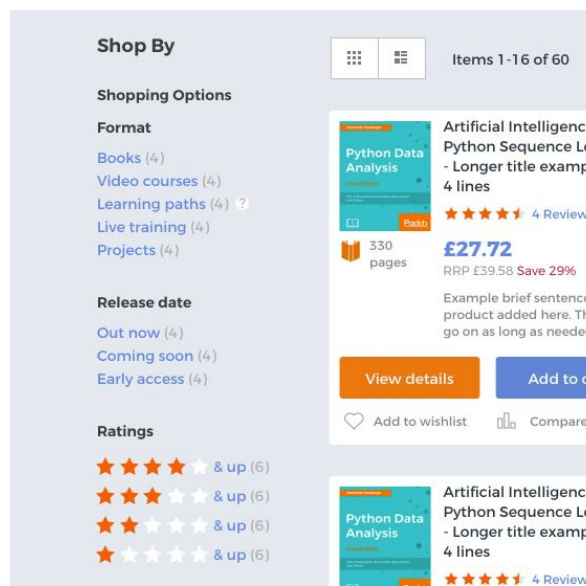 Shop By
Shopping Options
Format
Books (4)
Video courses (4)
Learning paths (4) ?
Live training (4)
Projects (4)
Release date
Out now (4)
Coming soon (4)
Early access (4)
Ratings
& up (6)
& up (6)
& up (6)
& up (6)
Items 1-16 of 60
Python Data
Analysis
Packt
330
pages
Artificial Intelligenc
Python Sequence Le
- Longer title examp
4 lines
4 Review
£27.72
RRP £39.58 Save 29%
Example brief sentence
product added here. Th
go on as long as neede
View details
Add to c
Add to wishlist
Compare
Python Data
Analysis
Artificial Intelligenc
Python Sequence Le
- Longer title examp
4 lines
4 Review